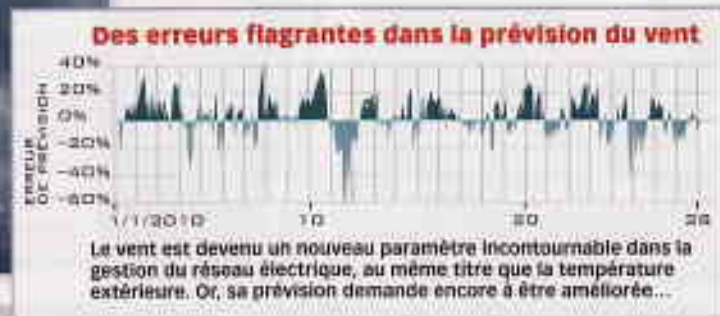 Des erreurs flagrantes dans la prévision du vent
40%
20%
0%
-20%
-40%
-60%
ERREUR
DE PRÉVISION
1/1/2010
10
20
28
Le vent est devenu un nouveau paramètre incontournable dans la
gestion du réseau électrique, au même titre que la température
extérieure. Or, sa prévision demande encore à être améliorée...